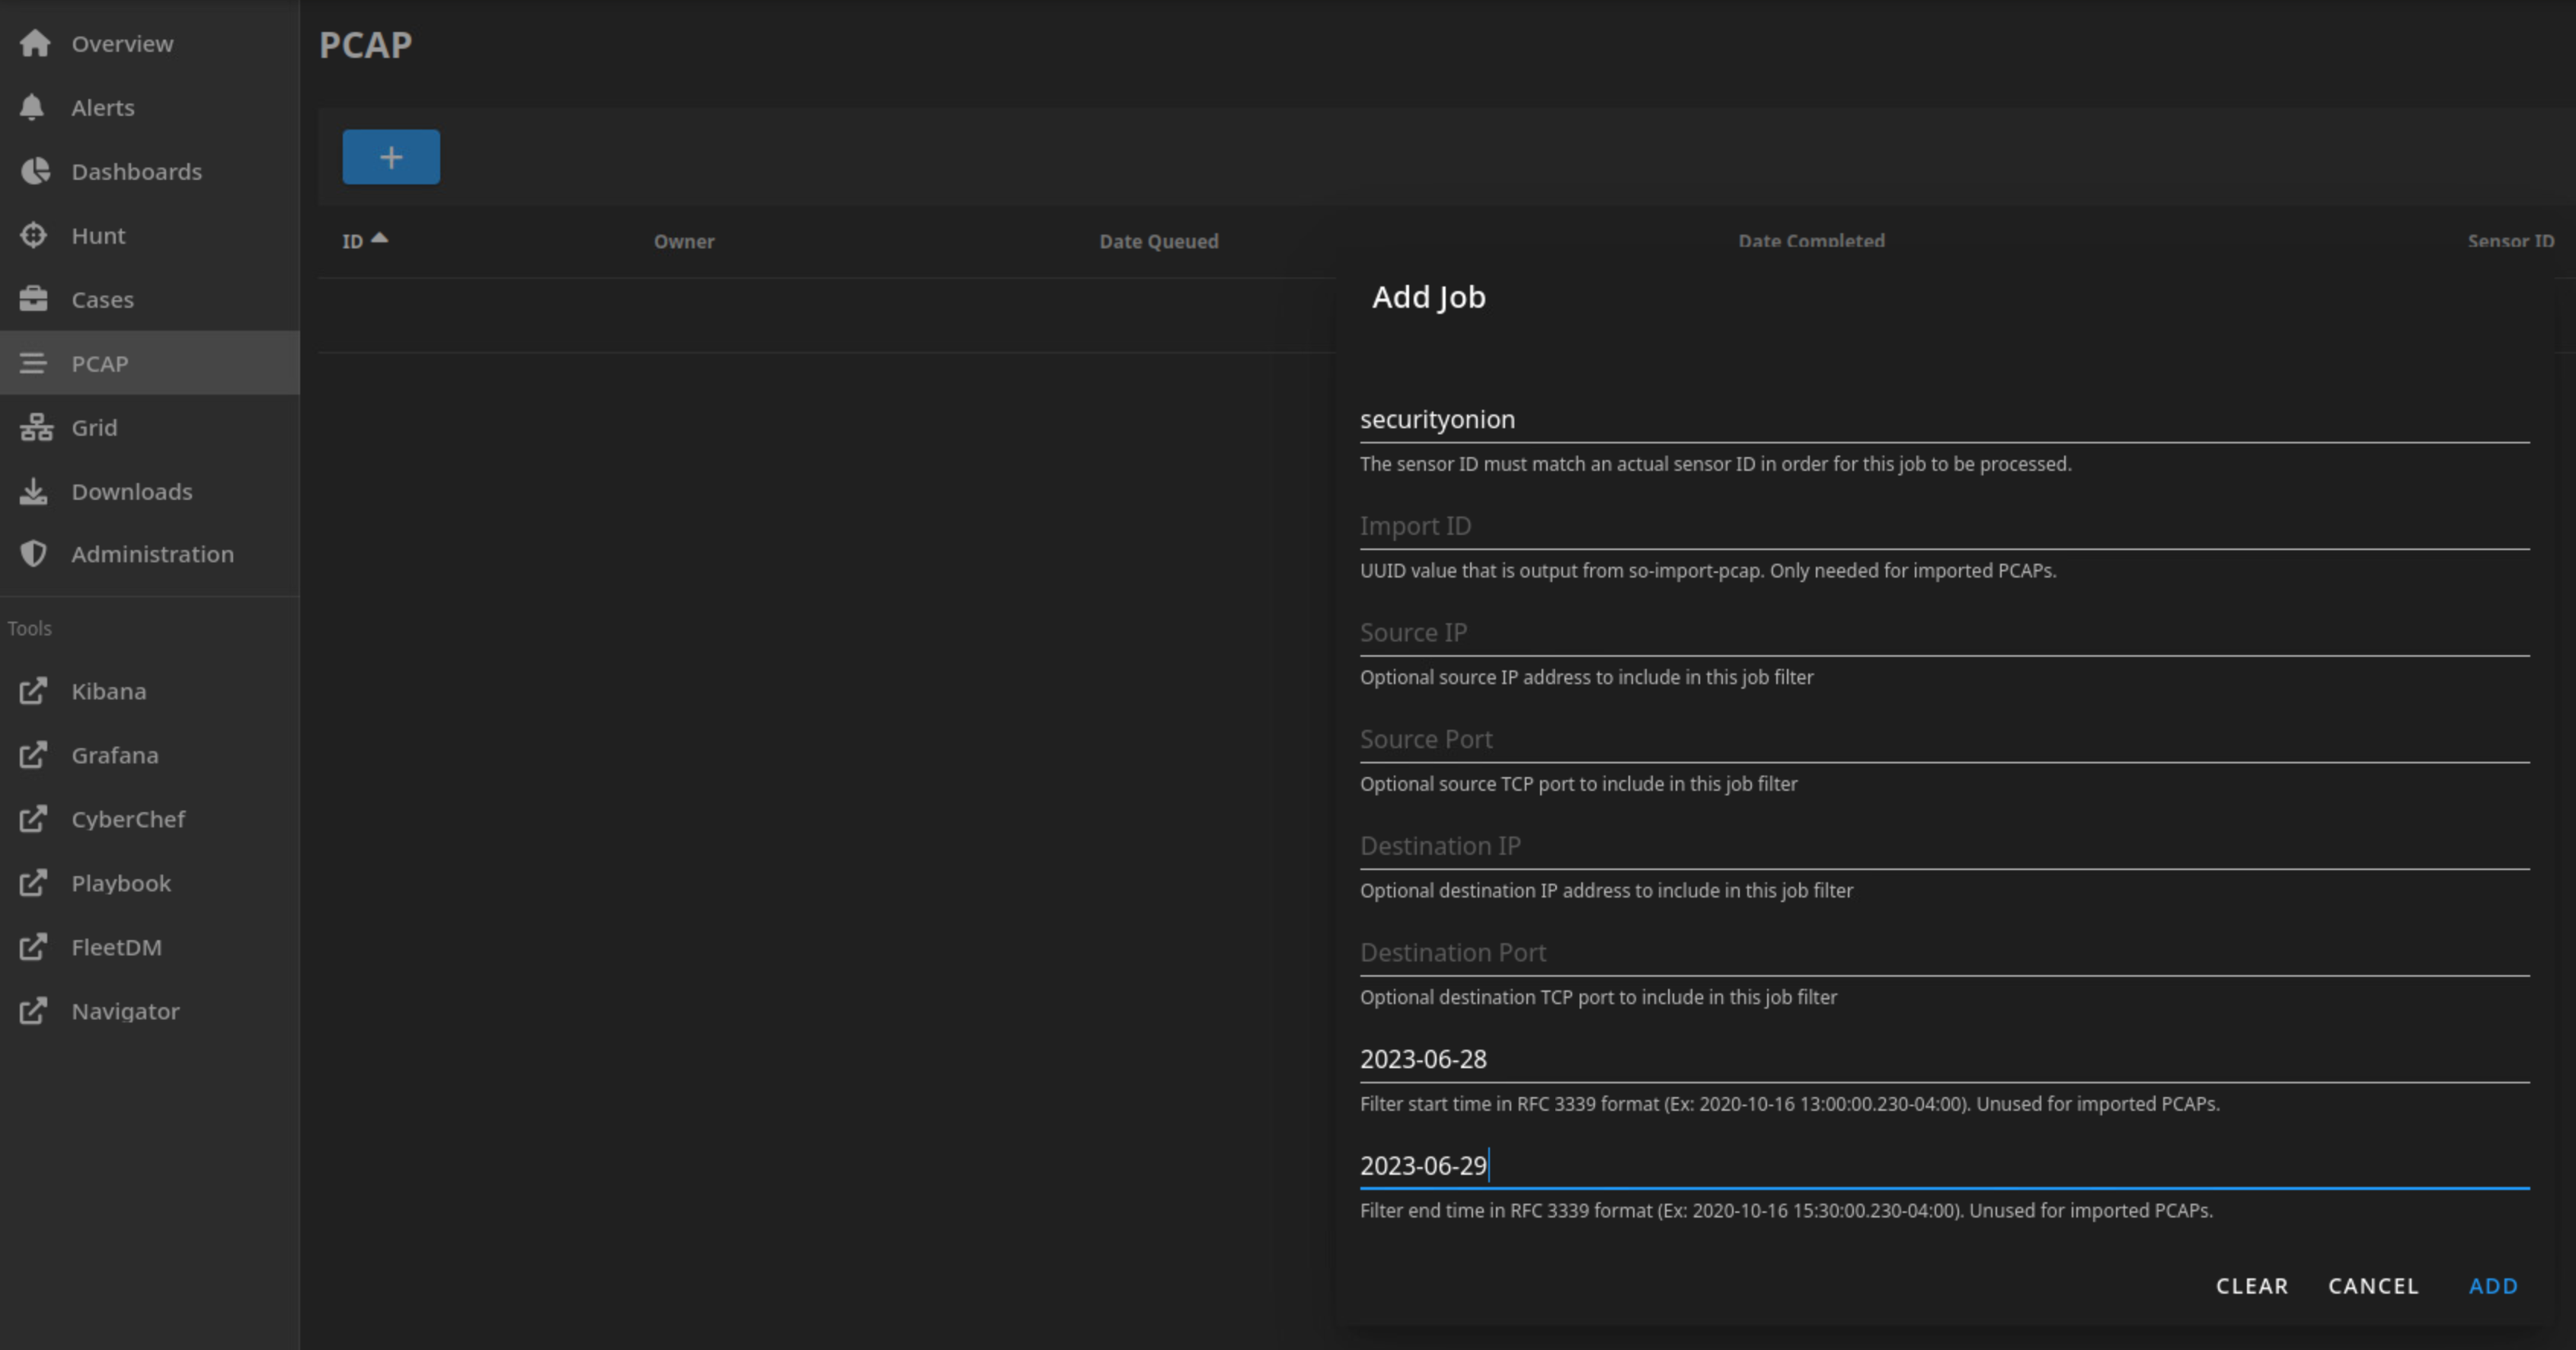 Overview
Alerts
Dashboards
Hunt
Cases
PCAP
Grid
Downloads
Administration
Tools
Kibana
Grafana
CyberChef
Playbook
FleetDM
Navigator
PCAP
+
ID Owner Date Queued Date Completed Sensor ID
Add Job
securityonion
The sensor ID must match an actual sensor ID in order for this job to be processed.
Import ID
UUID value that is output from so-import-pcap. Only needed for imported PCAPs.
Source IP
Optional source IP address to include in this job filter
Source Port
Optional source TCP port to include in this job filter
Destination IP
Optional destination IP address to include in this job filter
Destination Port
Optional destination TCP port to include in this job filter
2023-06-28
Filter start time in RFC 3339 format (Ex: 2020-10-16 13:00:00.230-04:00). Unused for imported PCAPs.
2023-06-29
Filter end time in RFC 3339 format (Ex: 2020-10-16 15:30:00.230-04:00). Unused for imported PCAPs.
CLEAR CANCEL ADD